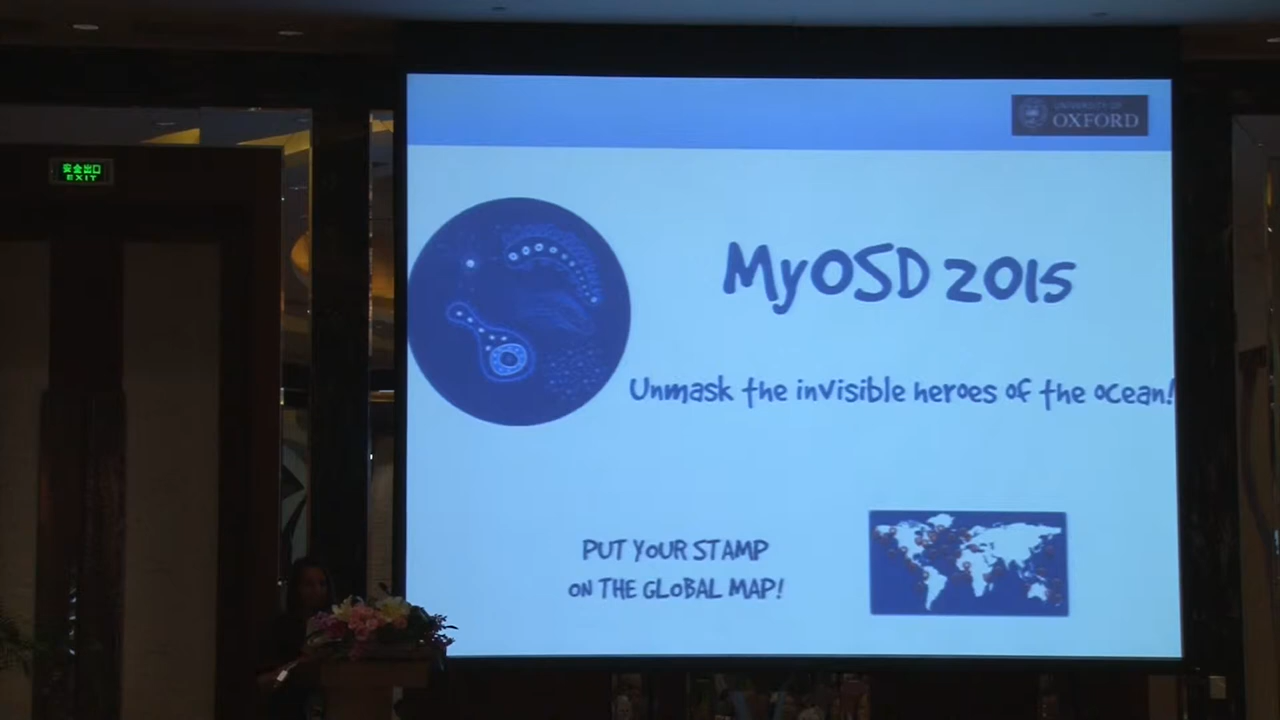 UNIVERSITY OF
OXFORD
安全出口
EXIT
MyOSD 2015
Unmask the invisible heroes of the ocean!
PUT YOUR STAMP
ON THE GLOBAL MAP!